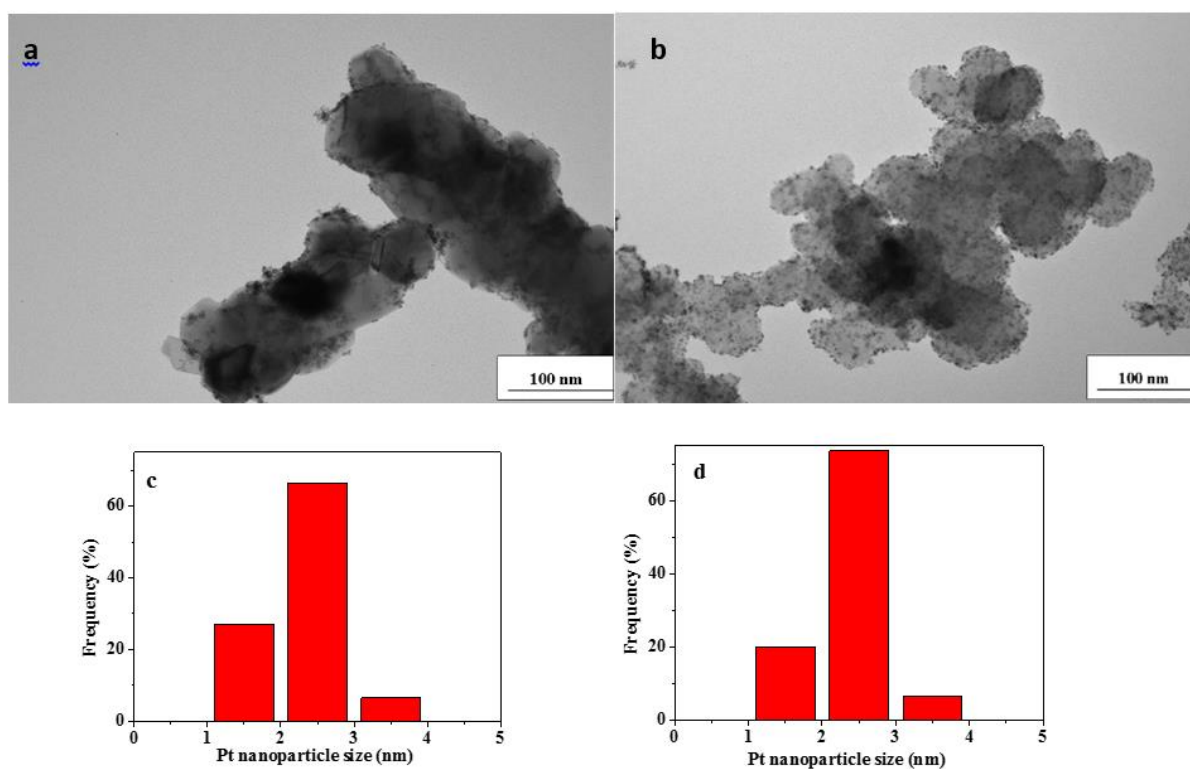 a
b
100 nm
100 nm
c
Frequency (%)
60
40
20
0
0 1 2 3 4 5
Pt nanoparticle size (nm)
d
Frequency (%)
60
40
20
0
0 1 2 3 4 5
Pt nanoparticle size (nm)